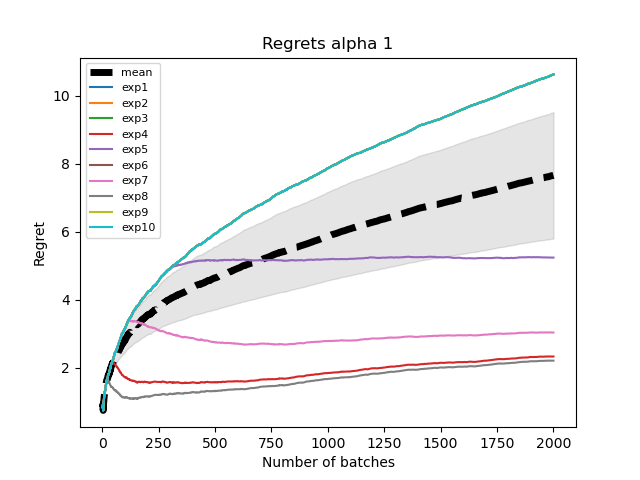 Regrets alpha 1
mean
exp1
exp2
exp3
exp4
exp5
exp6
exp7
exp8
exp9
exp10
Regret
10
8
6
4
2
0 250 500 750 1000 1250 1500 1750 2000
Number of batches